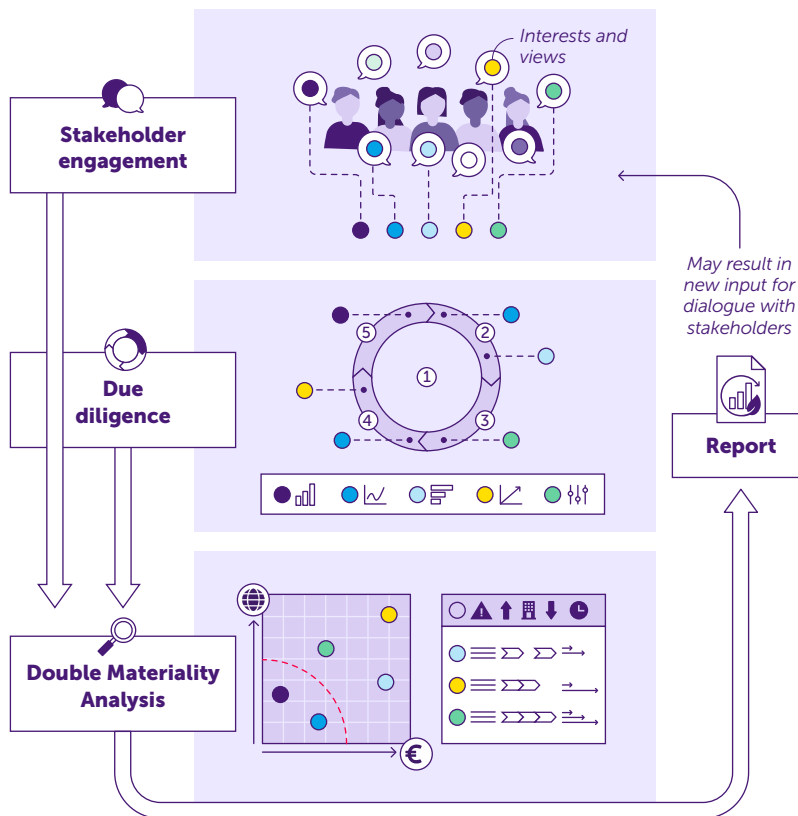 Interests and
views
Stakeholder
engagement
May result in
new input for
dialogue with
stakeholders
5
2
1
4
3
Due
diligence
Report
Double Materiality
Analysis
€